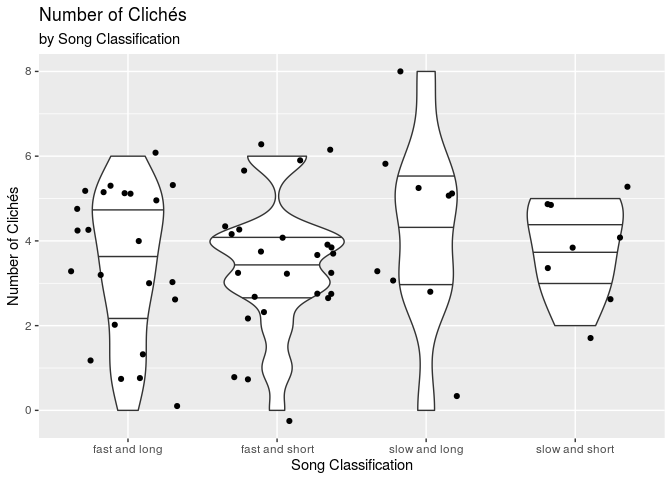 Number of Clichés
by Song Classification
Number of Clichés
8
6
4
2
0
fast and long
fast and short
slow and long
slow and short
Song Classification